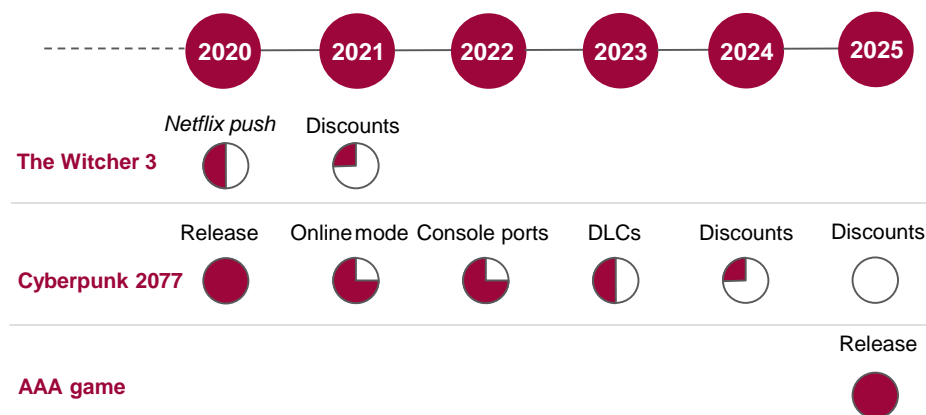 2020 2021 2022 2023 2024 2025
Netflix push Discounts
The Witcher 3
Release Online mode Console ports DLCs Discounts Discounts
Cyberpunk 2077
Release
AAA game